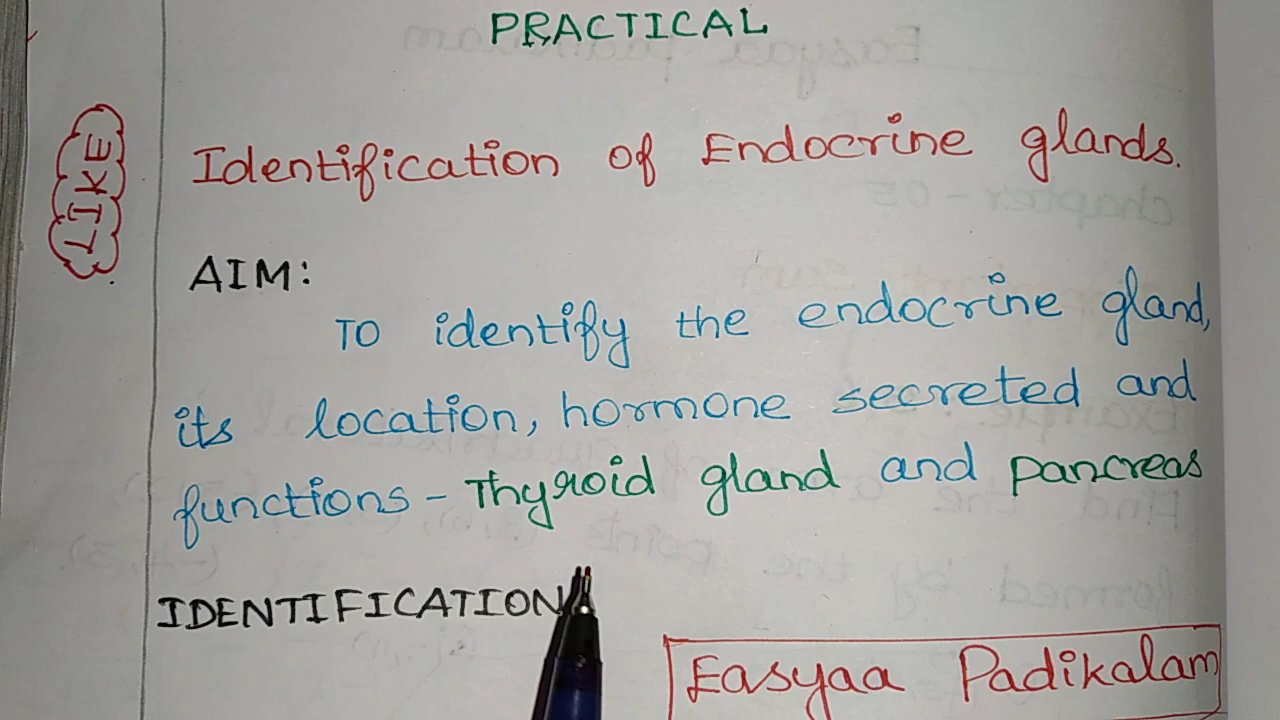 PRACTICAL
LIKE
Identification of Endocrine glands.
AIM:
TO identify the endocrine gland,
its location, hormone secreted and
functions - Thyroid gland and pancreas
IDENTIFICATION
Easyaa Padikalam